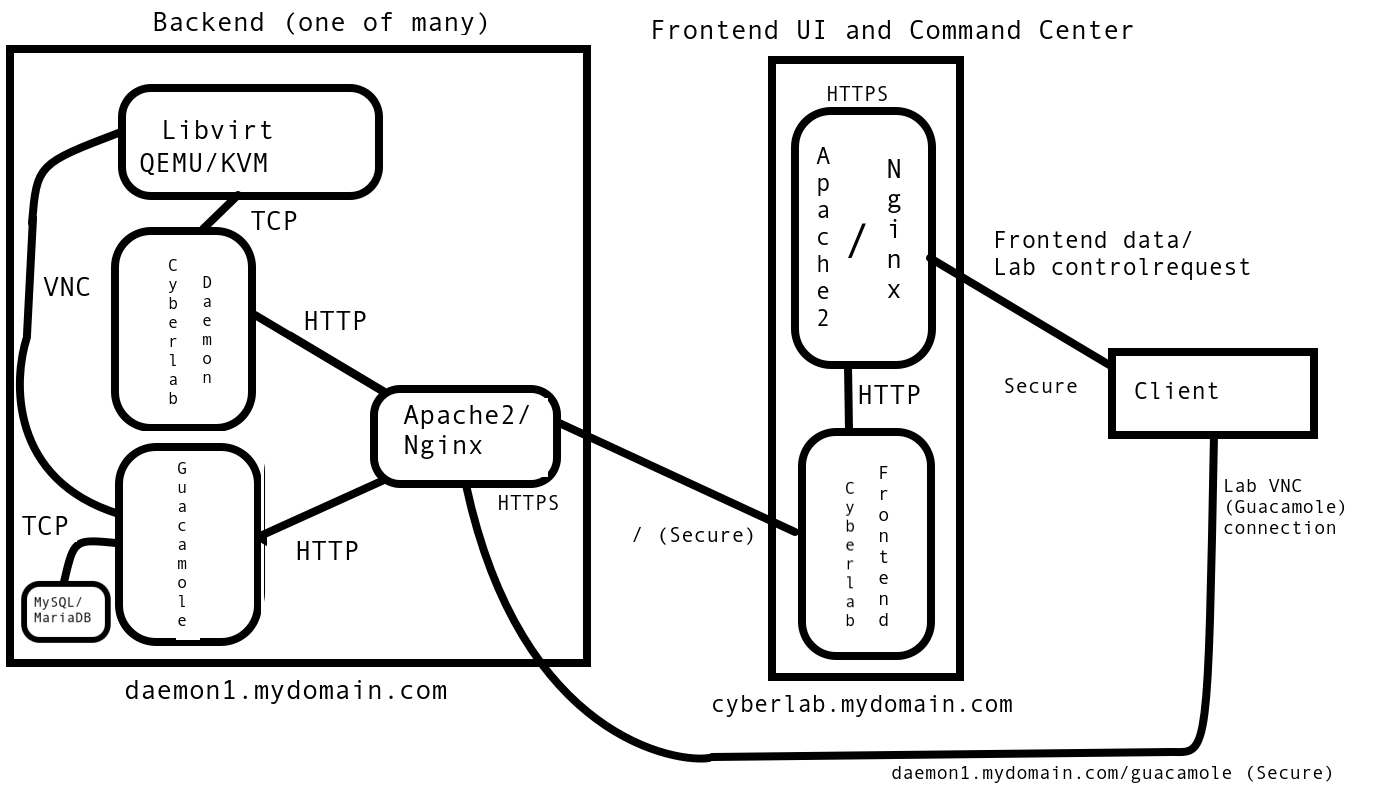 Backend (one of many)
Frontend UI and Command Center
Libvirt
QEMU/KVM
TCP
VNC
Cyberlab
Daemon
HTTP
Apache2/
Nginx
HTTPS
Guacamole
HTTP
TCP
MySQL/
MariaDB
daemon1.mydomain.com
HTTPS
Apache2
/
Nginx
HTTP
Cyberlab
Frontend
/ (Secure)
cyberlab.mydomain.com
Frontend data/
Lab controlrequest
Secure
Client
Lab VNC
(Guacamole)
connection
daemon1.mydomain.com/guacamole (Secure)